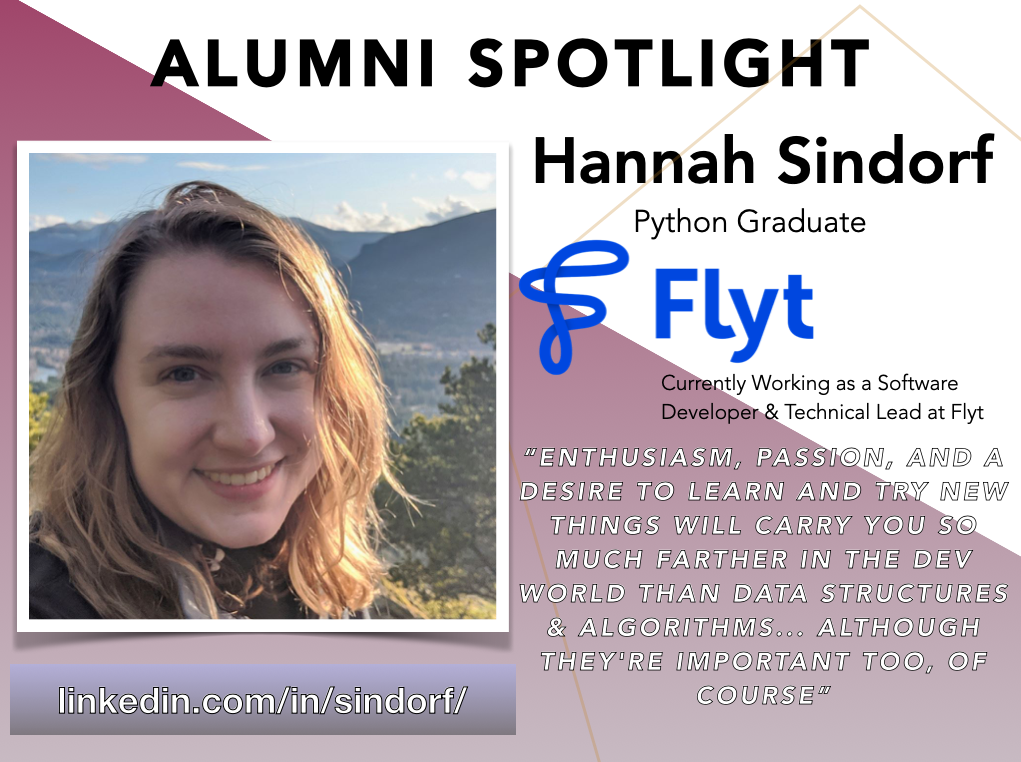 ALUMNI SPOTLIGHT
Hannah Sindorf
Python Graduate
Flyt
Currently Working as a Software
Developer & Technical Lead at Flyt
“ENTHUSIASM, PASSION, AND A
DESIRE TO LEARN AND TRY NEW
THINGS WILL CARRY YOU SO
MUCH FARTHER IN THE DEV
WORLD THAN DATA STRUCTURES
& ALGORITHMS... ALTHOUGH
THEY'RE IMPORTANT TOO, OF
COURSE”
linkedin.com/in/sindorf/